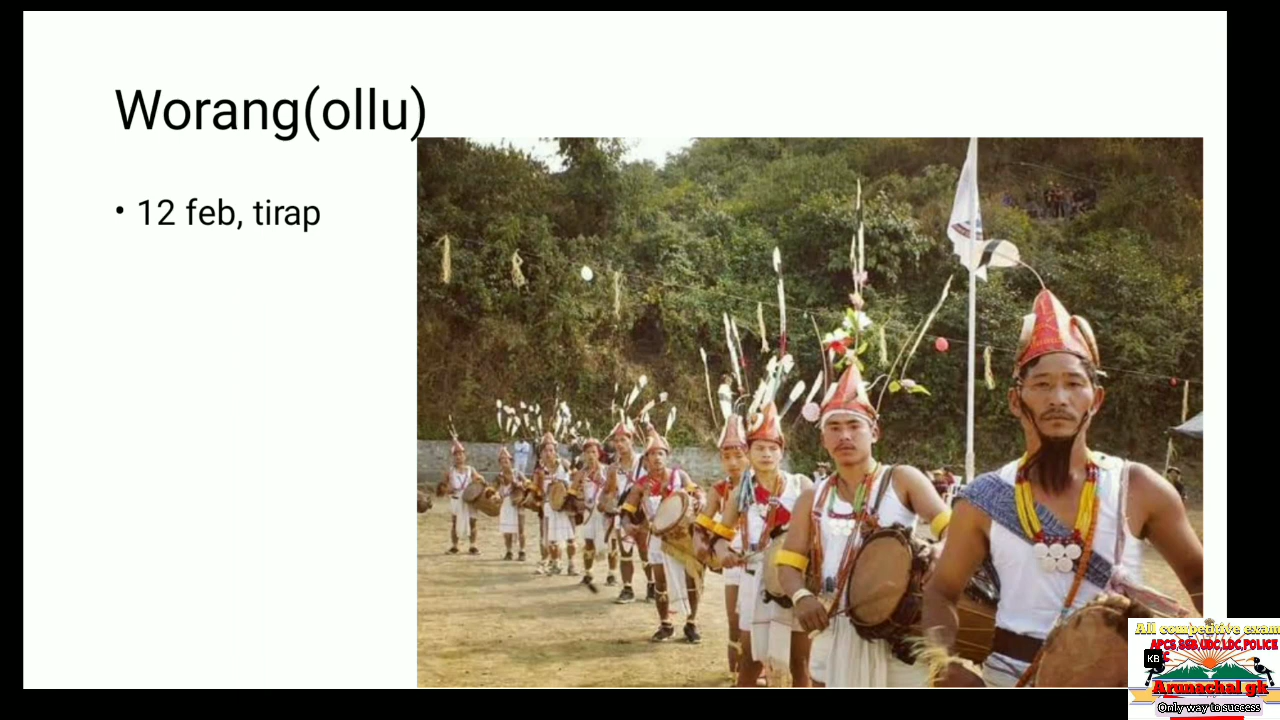 Worang(ollu)
• 12 feb, tirap
All competitive exam
APCS,SSB,UDC,LDC,POLICE
KB
Arunachal gk
Only way to success